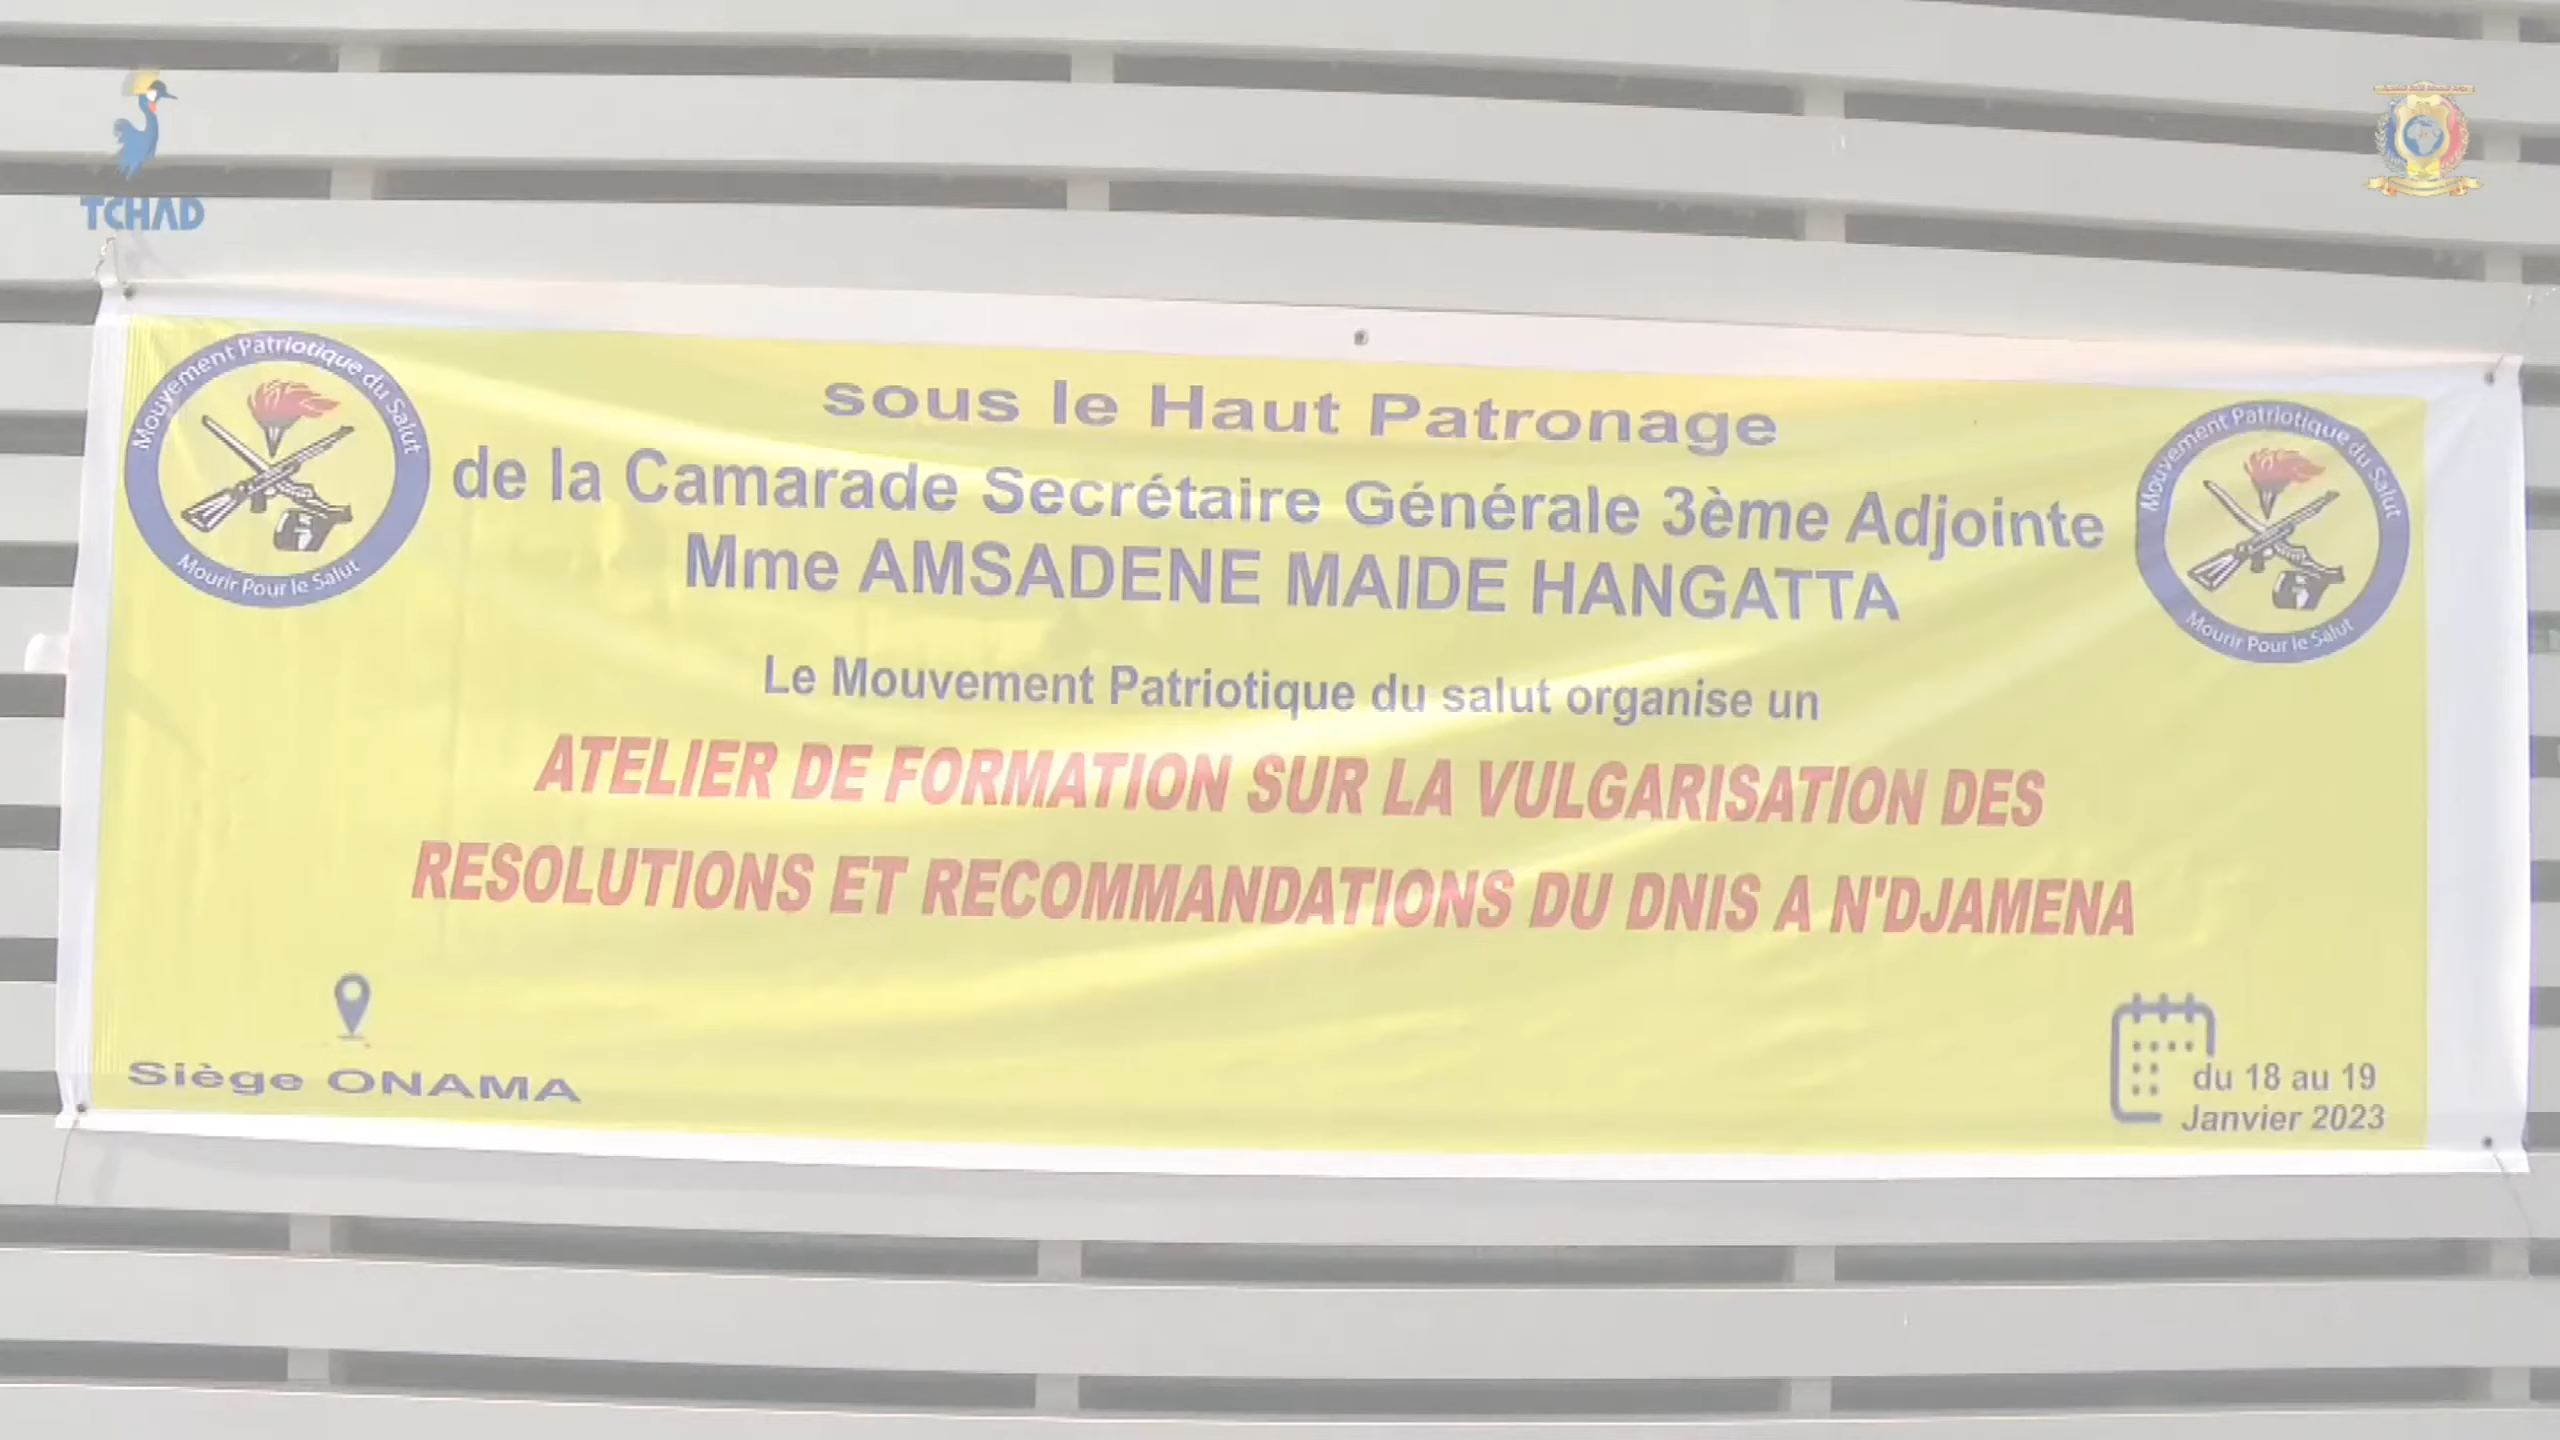 TCHAD
Mouvement Patriotique du Salut
Mourir Pour le Salut
sous le Haut Patronage
de la Camarade Secrétaire Générale 3ème Adjointe
Mme AMSADENE MAIDE HANGATTA
Mouvement Patriotique du Salut
Mourir Pour le Salut
Le Mouvement Patriotique du salut organise un
ATELIER DE FORMATION SUR LA VULGARISATION DES
RESOLUTIONS ET RECOMMANDATIONS DU DNIS A N'DJAMENA
Siège ONAMA
du 18 au 19
Janvier 2023